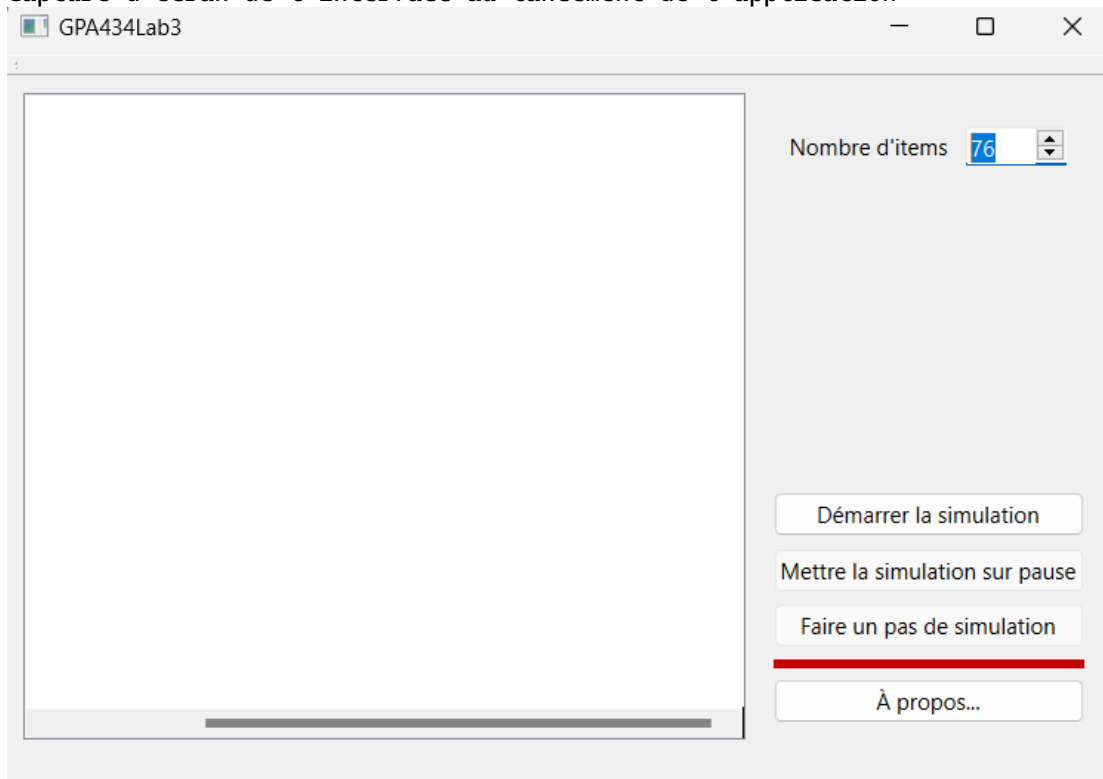 GPA434Lab3
Nombre d'items 76
Démarrer la simulation
Mettre la simulation sur pause
Faire un pas de simulation
À propos...